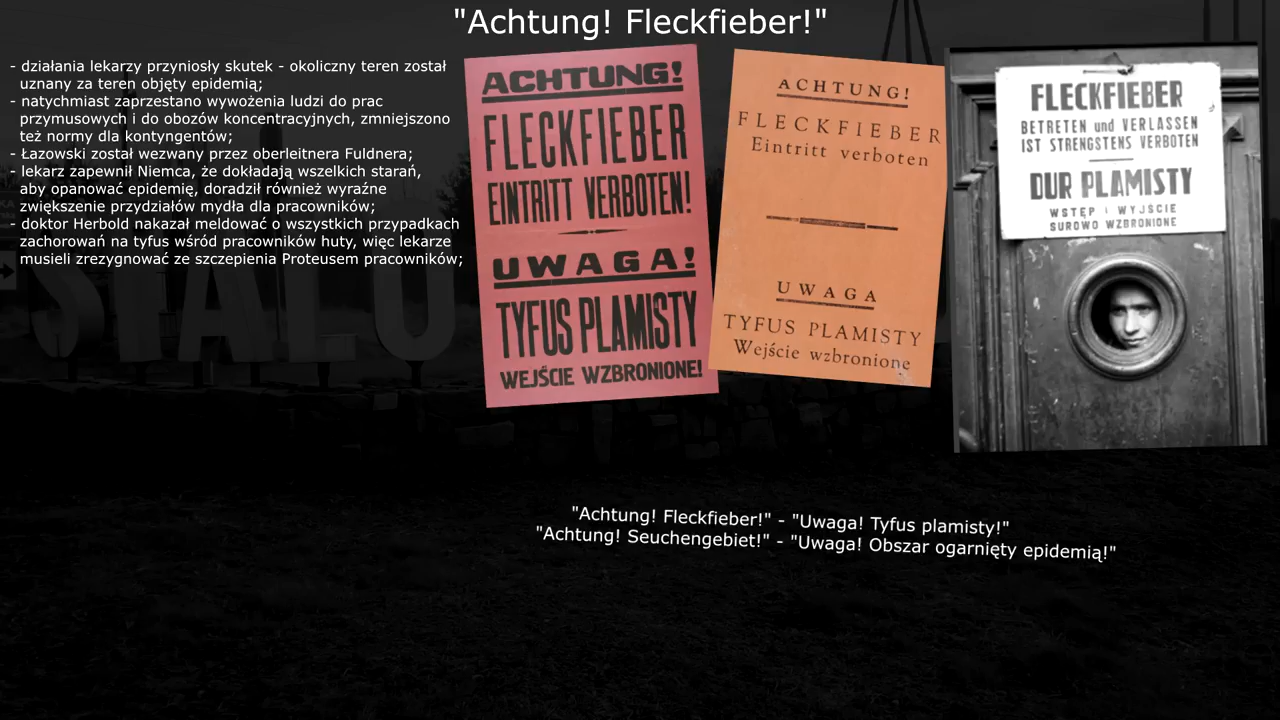 "Achtung! Fleckfieber!"
- działania lekarzy przyniosły skutek - okoliczny teren został
uznany za teren objęty epidemią;
- natychmiast zaprzestano wywożenia ludzi do prac
przymusowych i do obozów koncentracyjnych, zmniejszono
też normy dla kontyngentów;
- Łazowski został wezwany przez oberleitnera Fuldnera;
- lekarz zapewnił Niemca, że dokładają wszelkich starań,
aby opanować epidemię, doradził również wyraźne
zwiększenie przydziałów mydła dla pracowników;
- doktor Herbold nakazał meldować o wszystkich przypadkach
zachorowań na tyfus wśród pracowników huty, więc lekarze
musieli zrezygnować ze szczepienia Proteusem pracowników;
ACHTUNG!
FLECKFIEBER
EINTRITT VERBOTEN!
UWAGA!
TYFUS PLAMISTY
WEJŚCIE WZBRONIONE!
ACHTUNG!
FLECKFIEBER
Eintritt verboten
UWAGA
TYFUS PLAMISTY
Wejście wzbronione
FLECKFIEBER
BETRETEN und VERLASSEN
IST STRENGSTENS VERBOTEN
DUR PLAMISTY
WSTĘP I WYJŚCIE
SUROWO WZBRONIONE
STALO
"Achtung! Fleckfieber!" - "Uwaga! Tyfus plamisty!"
"Achtung! Seuchengebiet!" - "Uwaga! Obszar ogarnięty epidemią!"